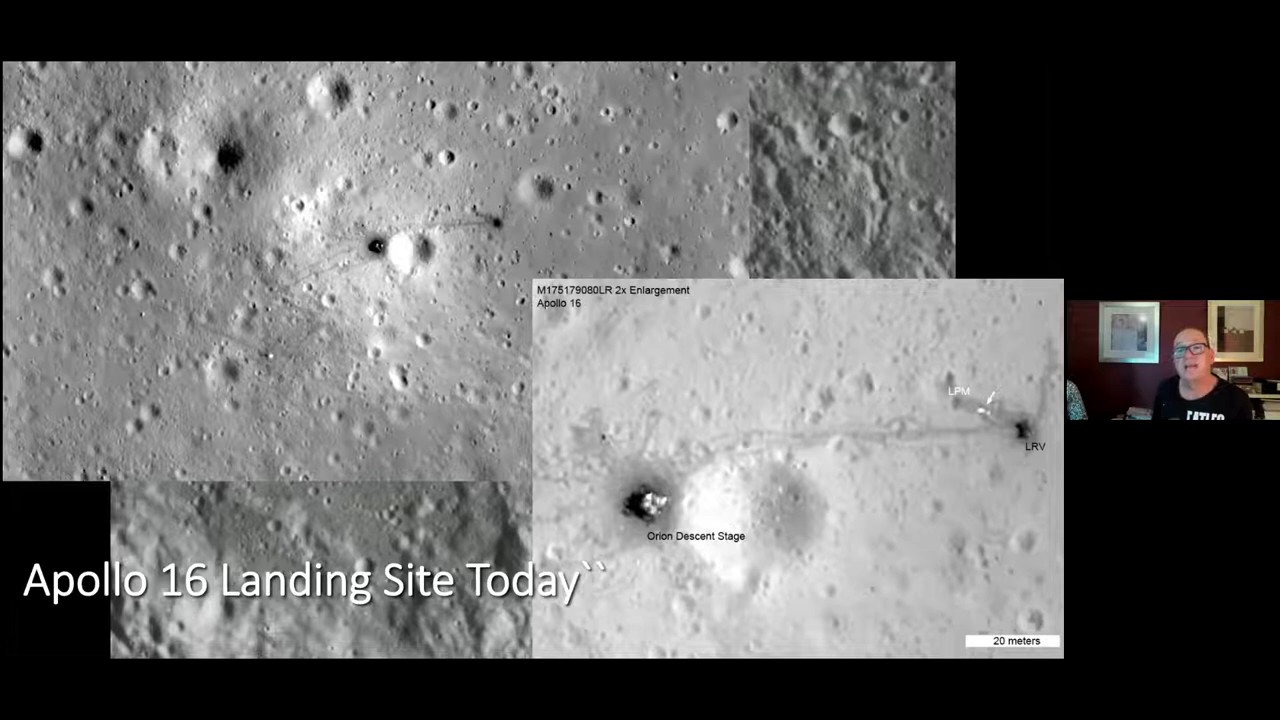 M175179080LR 2x Enlargement
Apollo 16
LPM
LRV
Orion Descent Stage
Apollo 16 Landing Site Today``
20 meters